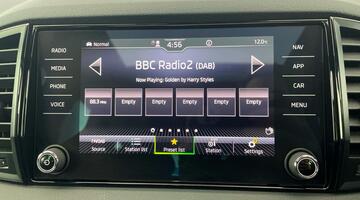 RADIO
MEDIA
PHONE
VOICE
Normal 4:56 12.0
BBC Radio2 (DAB)
Now Playing: Golden by Harry Styles
88.3 Empty Empty Empty Empty Empty
Source Station list Preset list Station Settings
NAV
APP
CAR
MENU